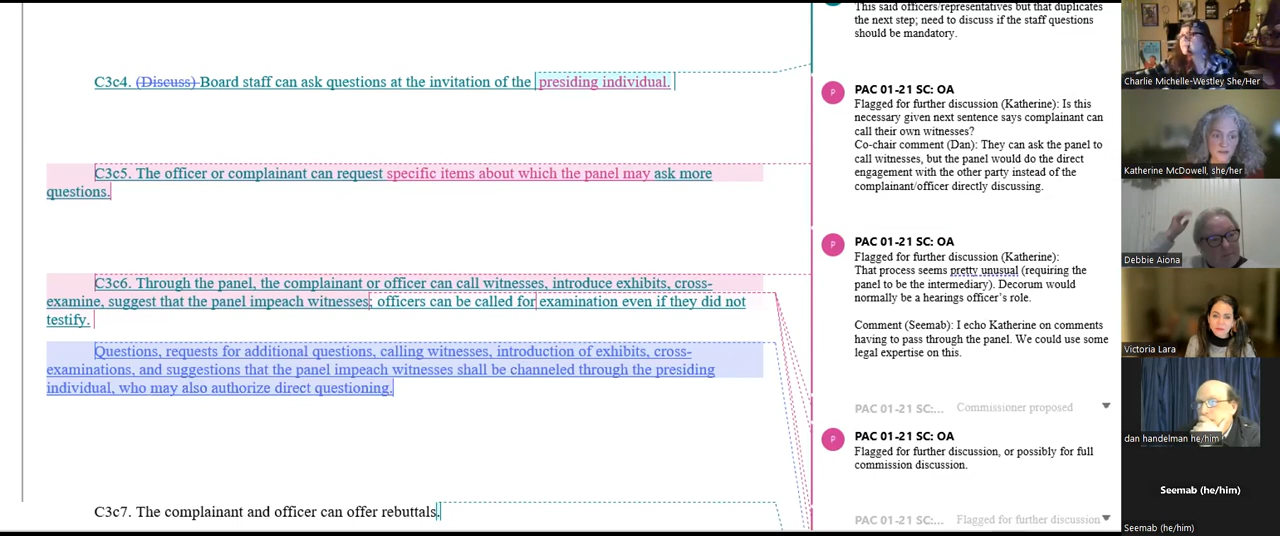 This said officers/representatives but that duplicates
the next step; need to discuss if the staff questions
should be mandatory.
C3c4. (Discuss) Board staff can ask questions at the invitation of the presiding individual.
P
PAC 01-21 SC: OA
Flagged for further discussion (Katherine): Is this
necessary given next sentence says complainant can
call their own witnesses?
Co-chair comment (Dan): They can ask the panel to
call witnesses, but the panel would do the direct
engagement with the other party instead of the
complainant/officer directly discussing.
C3c5. The officer or complainant can request specific items about which the panel may ask more
questions.
P
PAC 01-21 SC: OA
Flagged for further discussion (Katherine):
That process seems pretty unusual (requiring the
panel to be the intermediary). Decorum would
normally be a hearings officer's role.
Comment (Seemab): I echo Katherine on comments
having to pass through the panel. We could use some
legal expertise on this.
C3c6. Through the panel, the complainant or officer can call witnesses, introduce exhibits, cross-
examine, suggest that the panel impeach witnesses; officers can be called for examination even if they did not
testify.
Questions, requests for additional questions, calling witnesses, introduction of exhibits, cross-
examinations, and suggestions that the panel impeach witnesses shall be channeled through the presiding
individual, who may also authorize direct questioning.
PAC 01-21 SC:... Commissioner proposed
P
PAC 01-21 SC: OA
Flagged for further discussion, or possibly for full
commission discussion.
C3c7. The complainant and officer can offer rebuttals.
PAC 01-21 SC:... Flagged for further discussion
Charlie Michelle-Westley She/Her
Katherine McDowell, she/her
Debbie Aiona
Victoria Lara
dan handelman he/him
Seemab (he/him)
Seemab (he/him)